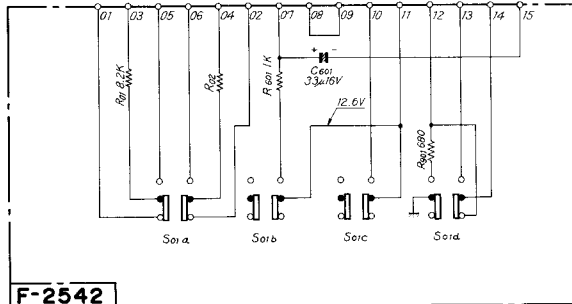 01 03 05 06 04 02 07 08 09 10 11 12 13 14 15
R01 8.2K
R02
R601 1K
+ -
C601
3.3µ16V
12.6V
R901 680
S01a S01b S01c S01d
F-2542